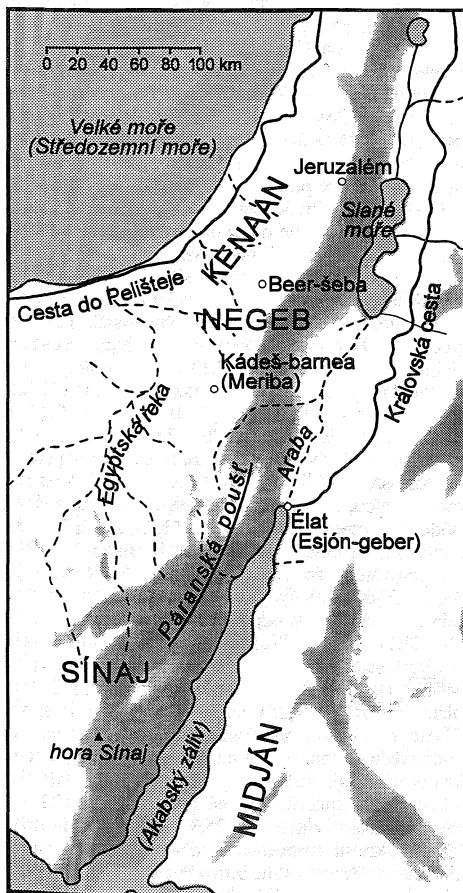 0 20 40 60 80 100 km
Velké moře
(Středozemní moře)
Jeruzalém
KENAAN
Slané
moře
Cesta do Pelišteje
Beer-šeba
NEGEB
Kádeš-barnea
(Meriba)
Královská cesta
Egyptská řeka
Araba
Páranská poušť
Élat
(Esjón-geber)
SÍNAJ
hora Sínaj
(Akabský záliv)
MIDJÁN